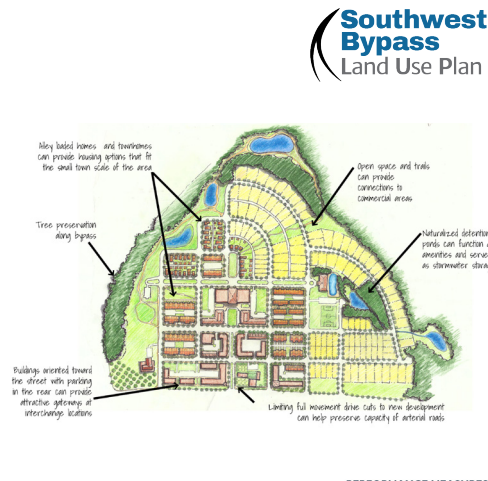 Southwest
Bypass
Land Use Plan
Alley loaded homes and townhomes
can provide housing options that fit
the small town scale of the area
Open space and trails
can provide
connections to
commercial areas
Tree preservation
along bypass
Naturalized detention
ponds can function
amenities and serve
as stormwater
Buildings oriented toward
the street with parking
in the rear can provide
attractive gateways at
interchange locations
Limiting full movement drive cuts to new development
can help preserve capacity of arterial roads